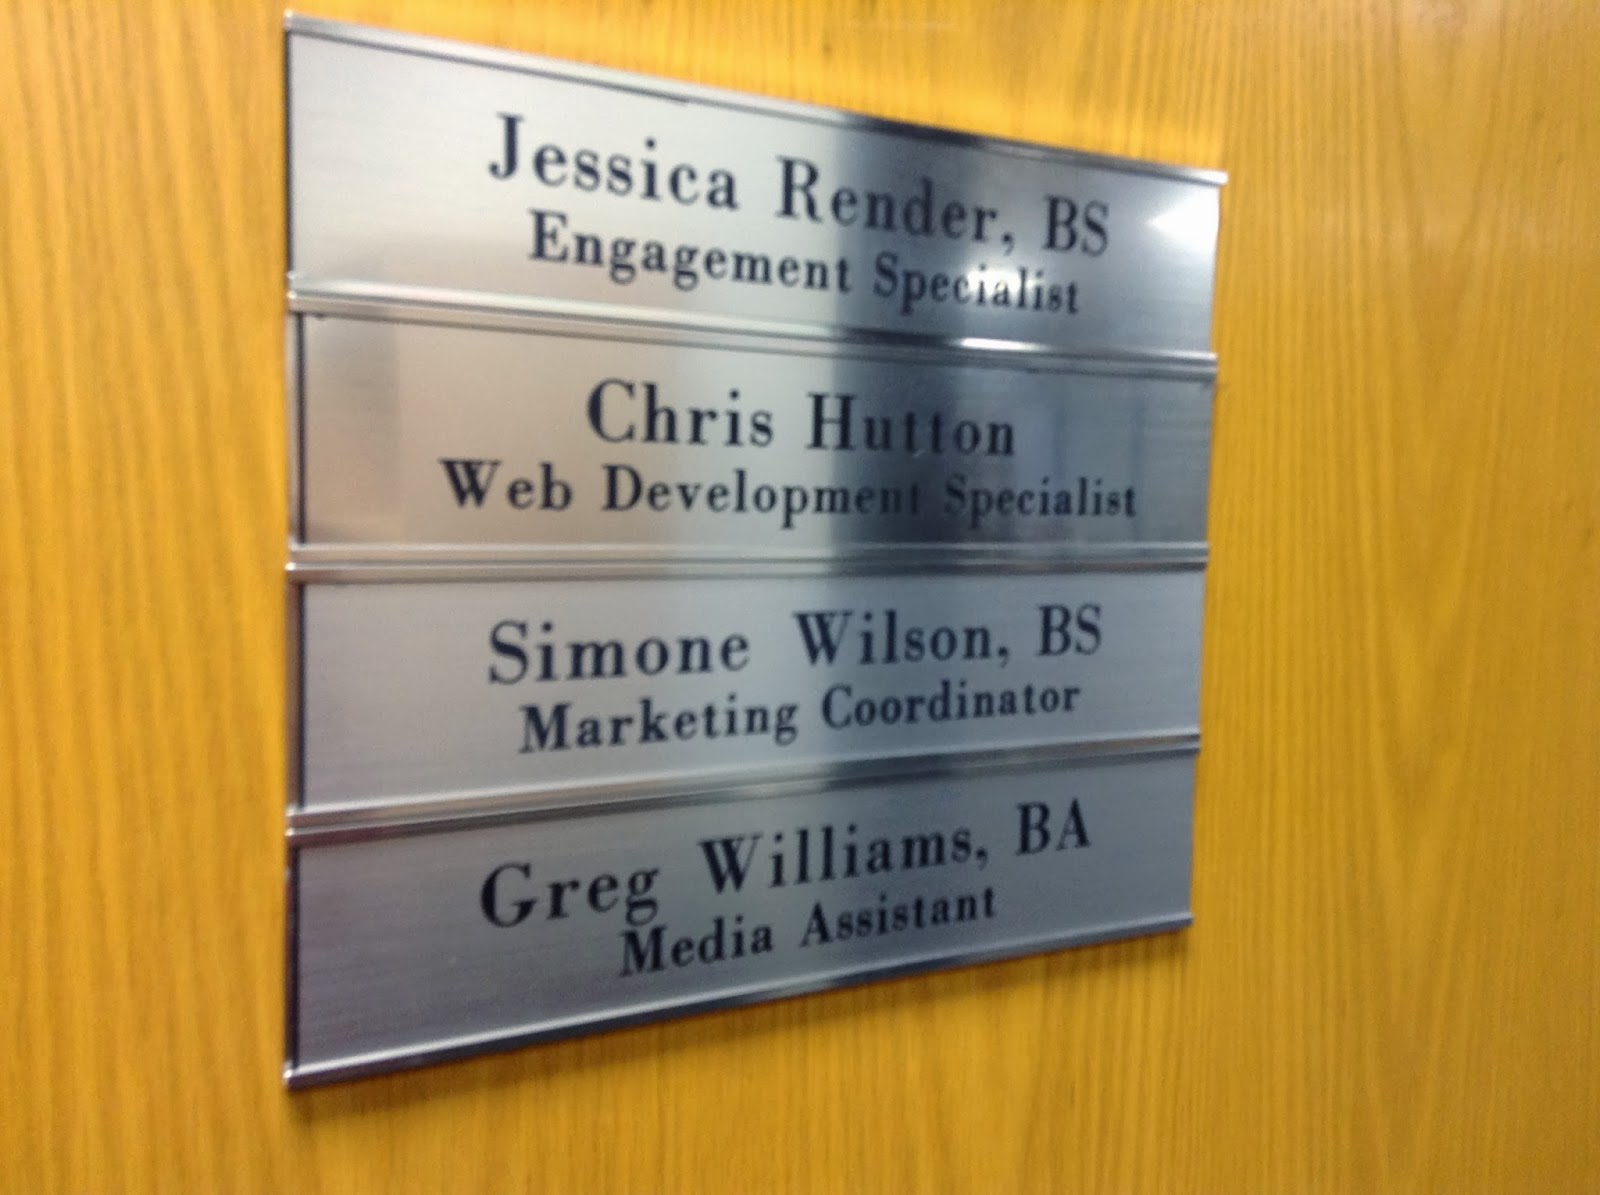 Jessica Render, BS
Engagement Specialist
Chris Hutton
Web Development Specialist
Simone Wilson, BS
Marketing Coordinator
Greg Williams, BA
Media Assistant